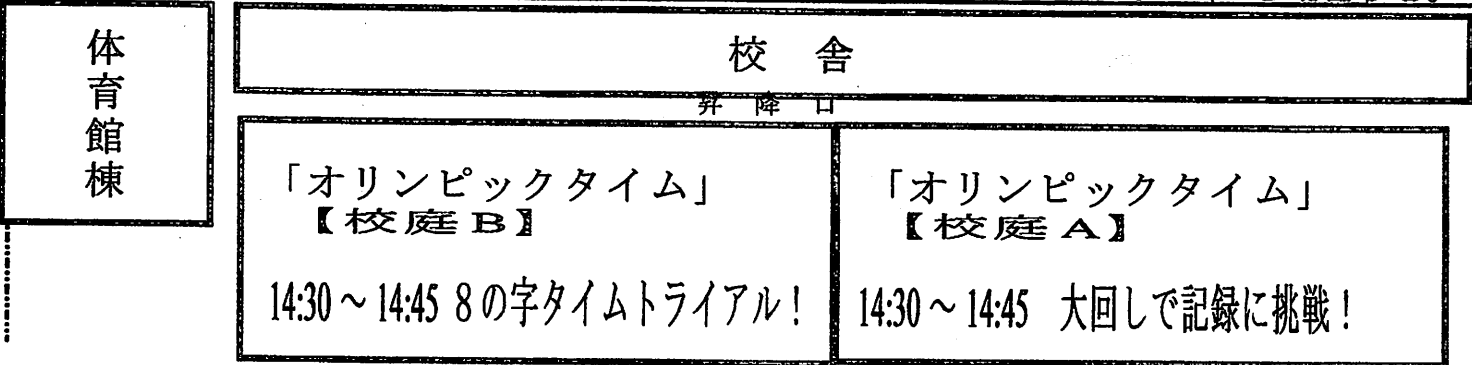 体育館棟
校舎
昇降口
「オリンピックタイム」
【校庭B】
14:30～14:45 8の字タイムトライアル！
「オリンピックタイム」
【校庭A】
14:30～14:45 大回しで記録に挑戦！